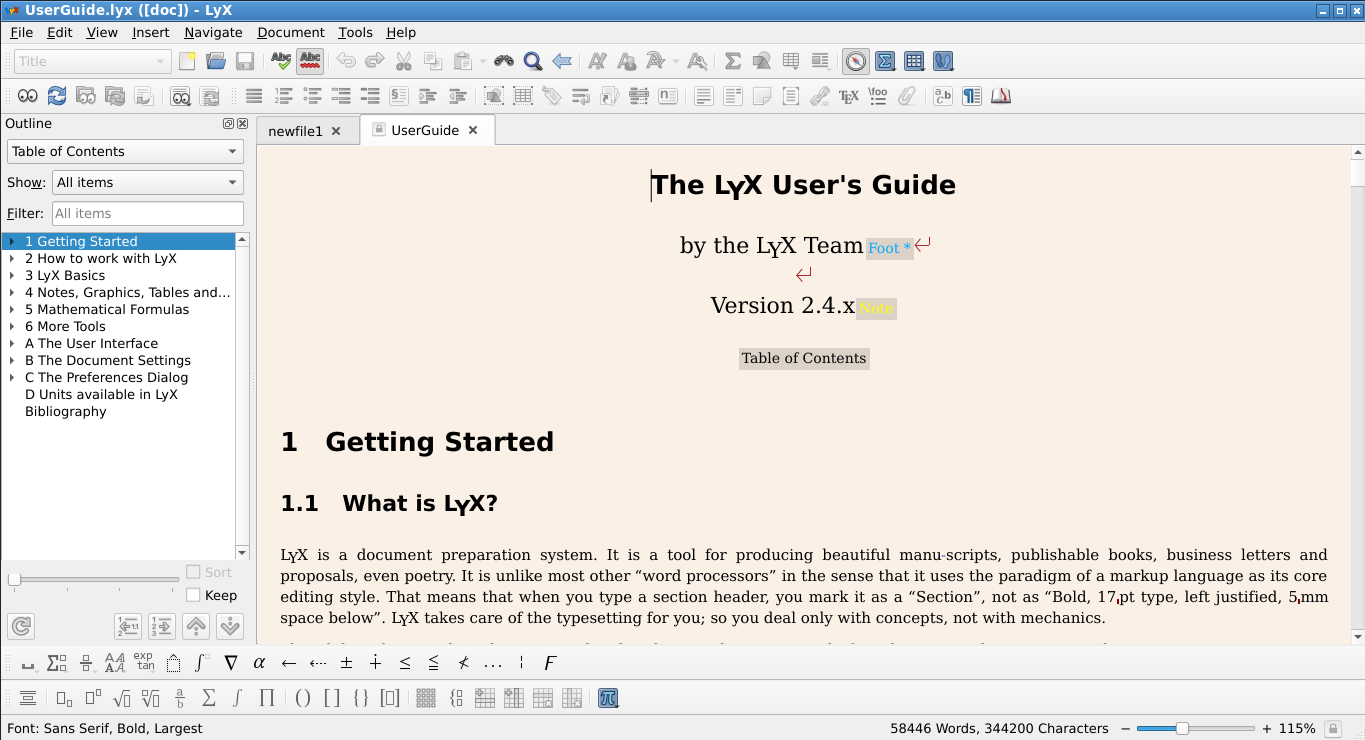 UserGuide.lyx ([doc]) - LyX
File Edit View Insert Navigate Document Tools Help
Title
Abc Abc
TEX \foo
Outline
newfile1 UserGuide
Table of Contents
Show: All items
Filter: All items
1 Getting Started
2 How to work with LyX
3 LyX Basics
4 Notes, Graphics, Tables and...
5 Mathematical Formulas
6 More Tools
A The User Interface
B The Document Settings
C The Preferences Dialog
D Units available in LyX
Bibliography
Sort
Keep
The LyX User's Guide
by the LyX Team Foot *
Version 2.4.x Note
Table of Contents
1 Getting Started
1.1 What is LyX?
LyX is a document preparation system. It is a tool for producing beautiful manu-scripts, publishable books, business letters and
proposals, even poetry. It is unlike most other “word processors” in the sense that it uses the paradigm of a markup language as its core
editing style. That means that when you type a section header, you mark it as a “Section”, not as “Bold, 17 pt type, left justified, 5 mm
space below”. LyX takes care of the typesetting for you; so you deal only with concepts, not with mechanics.
exp
tan
Font: Sans Serif, Bold, Largest
58446 Words, 344200 Characters − + 115%